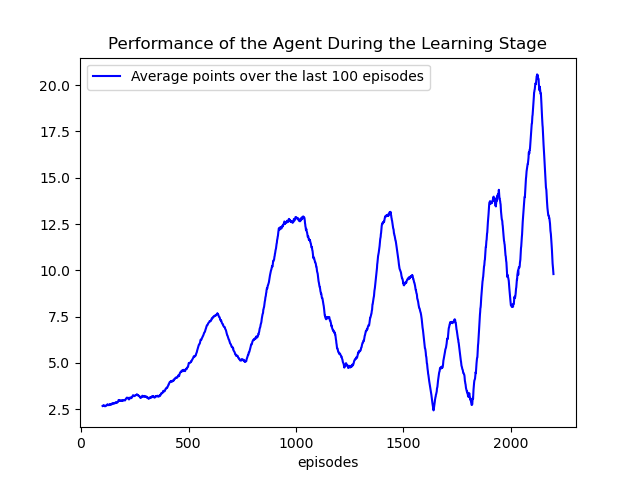 Performance of the Agent During the Learning Stage
Average points over the last 100 episodes
20.0
17.5
15.0
12.5
10.0
7.5
5.0
2.5
0 500 1000 1500 2000
episodes